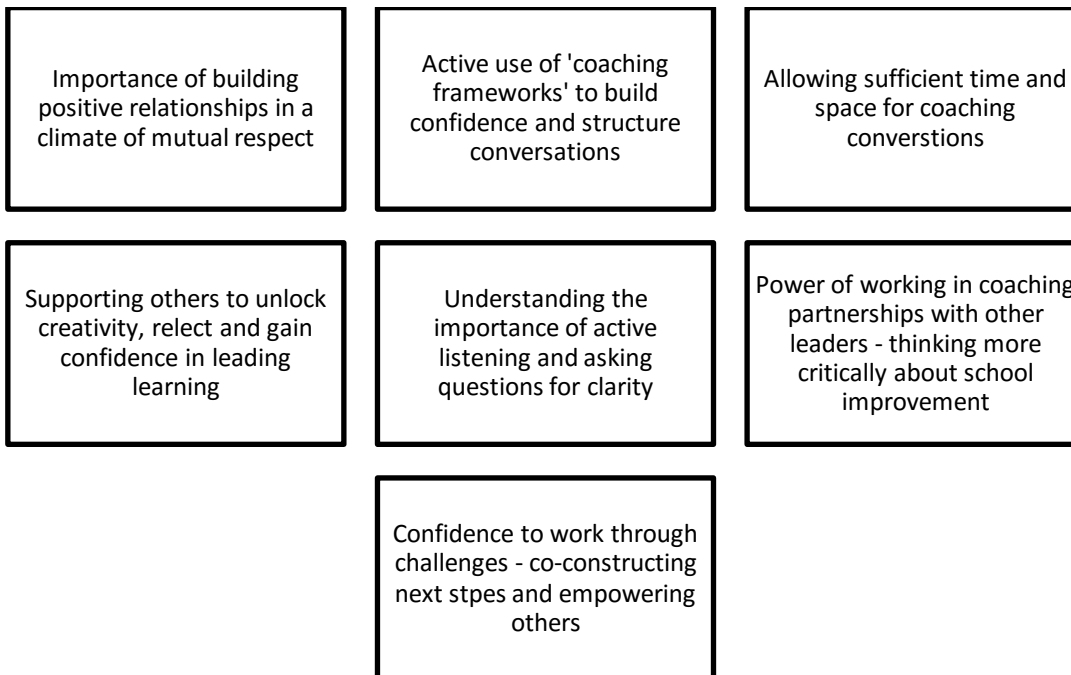 Importance of building
positive relationships in a
climate of mutual respect
Active use of 'coaching
frameworks' to build
confidence and structure
conversations
Allowing sufficient time and
space for coaching
converstions
Supporting others to unlock
creativity, relect and gain
confidence in leading
learning
Understanding the
importance of active
listening and asking
questions for clarity
Power of working in coaching
partnerships with other
leaders - thinking more
critically about school
improvement
Confidence to work through
challenges - co-constructing
next stpes and empowering
others